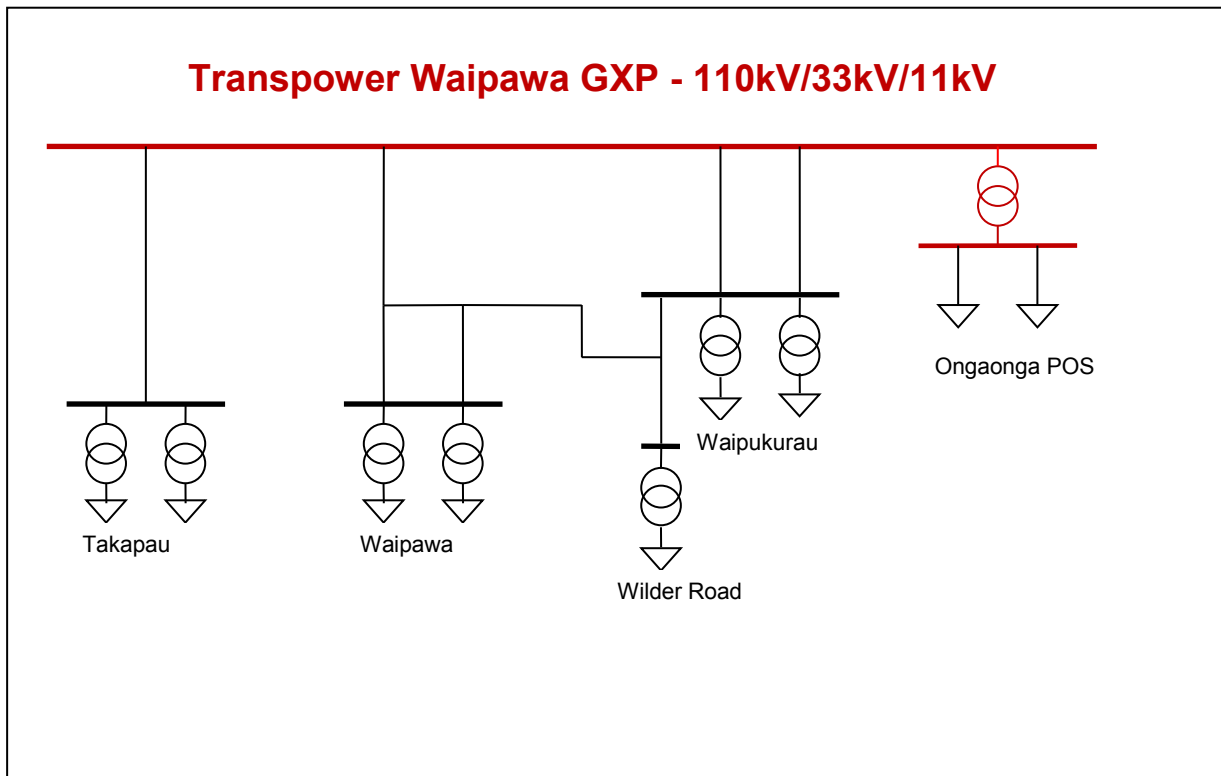 Transpower Waipawa GXP - 110kV/33kV/11kV
Ongaonga POS
Waipukurau
Takapau
Waipawa
Wilder Road